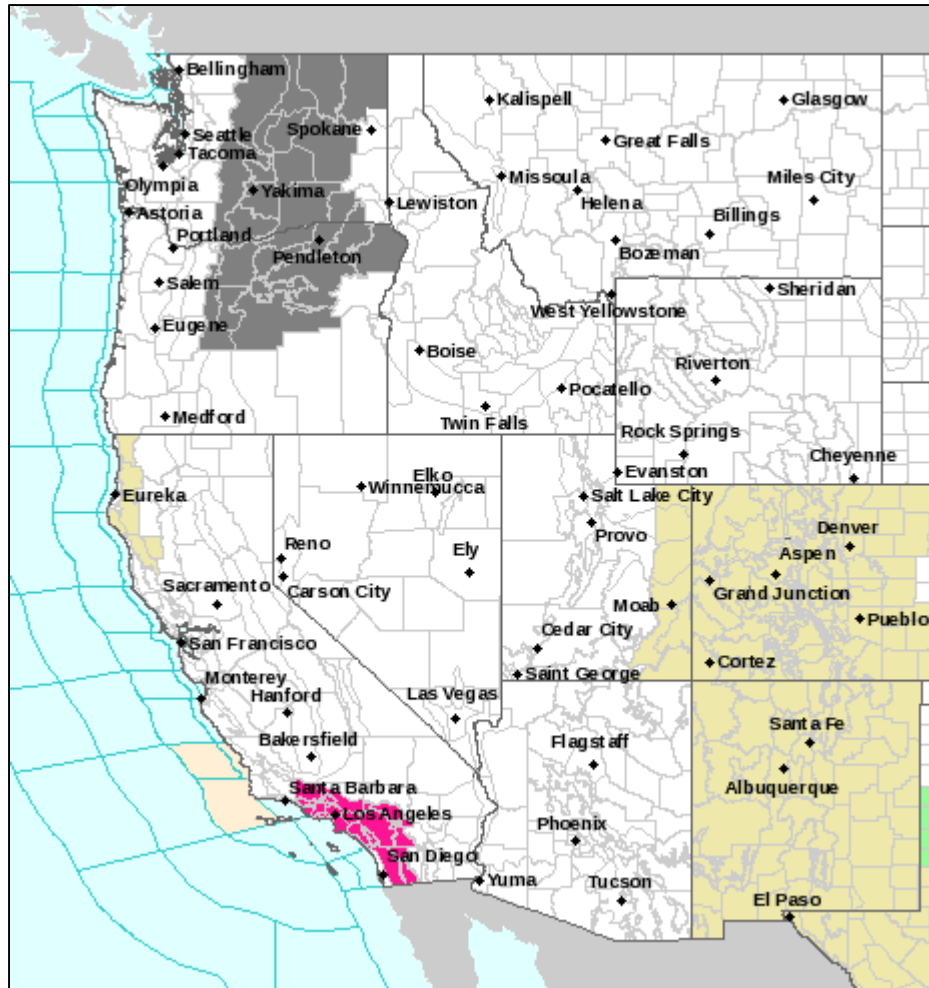 Bellingham
Kalispell
Glasgow
Seattle
Spokane
Great Falls
Tacoma
Olympia
Yakima
Missoula
Helena
Miles City
Lewiston
Astoria
Billings
Portland
Pendleton
Bozeman
Salem
Sheridan
West Yellowstone
Eugene
Boise
Riverton
Pocatello
Medford
Twin Falls
Rock Springs
Cheyenne
Elko
Evanston
Winnemucca
Eureka
Salt Lake City
Provo
Denver
Reno
Ely
Aspen
Sacramento
Carson City
Grand Junction
Moab
Pueblo
San Francisco
Cedar City
Cortez
Saint George
Monterey
Hanford
Las Vegas
Santa Fe
Bakersfield
Flagstaff
Santa Barbara
Albuquerque
Los Angeles
Phoenix
San Diego
Yuma
Tucson
El Paso